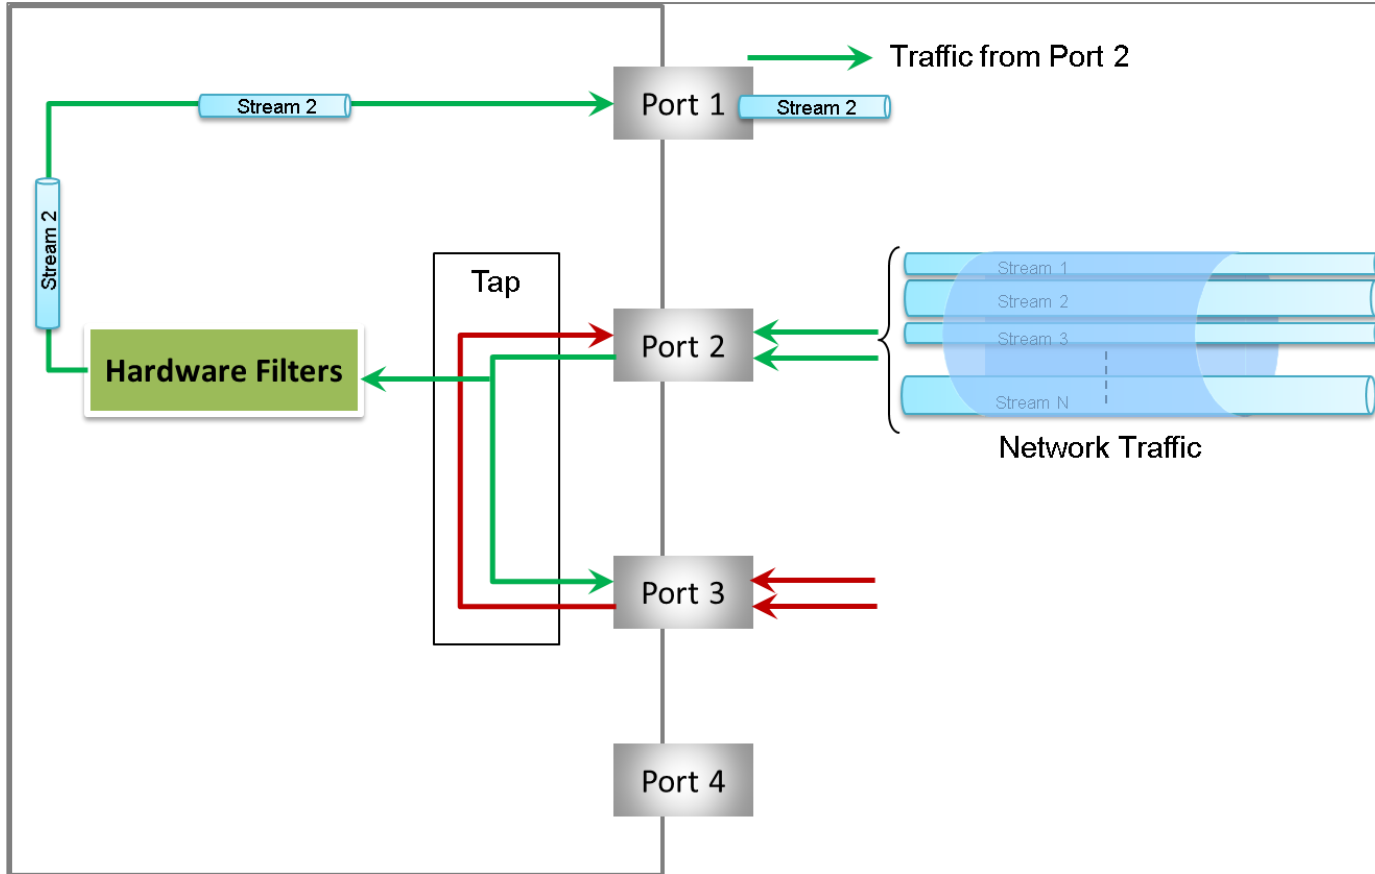 Traffic from Port 2
Stream 2
Port 1
Stream 2
Stream 2
Tap
Stream 1
Stream 2
Port 2
Stream 3
Hardware Filters
Stream N
Network Traffic
Port 3
Port 4